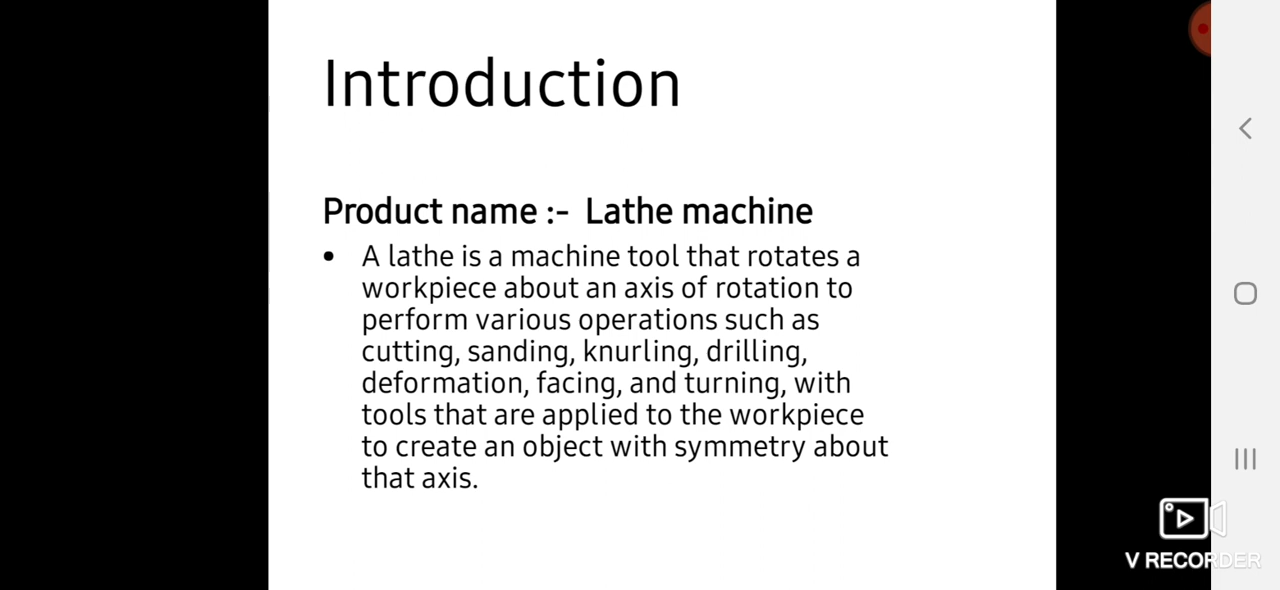 Introduction
Product name :- Lathe machine
• A lathe is a machine tool that rotates a
workpiece about an axis of rotation to
perform various operations such as
cutting, sanding, knurling, drilling,
deformation, facing, and turning, with
tools that are applied to the workpiece
to create an object with symmetry about
that axis.
V RECORDER